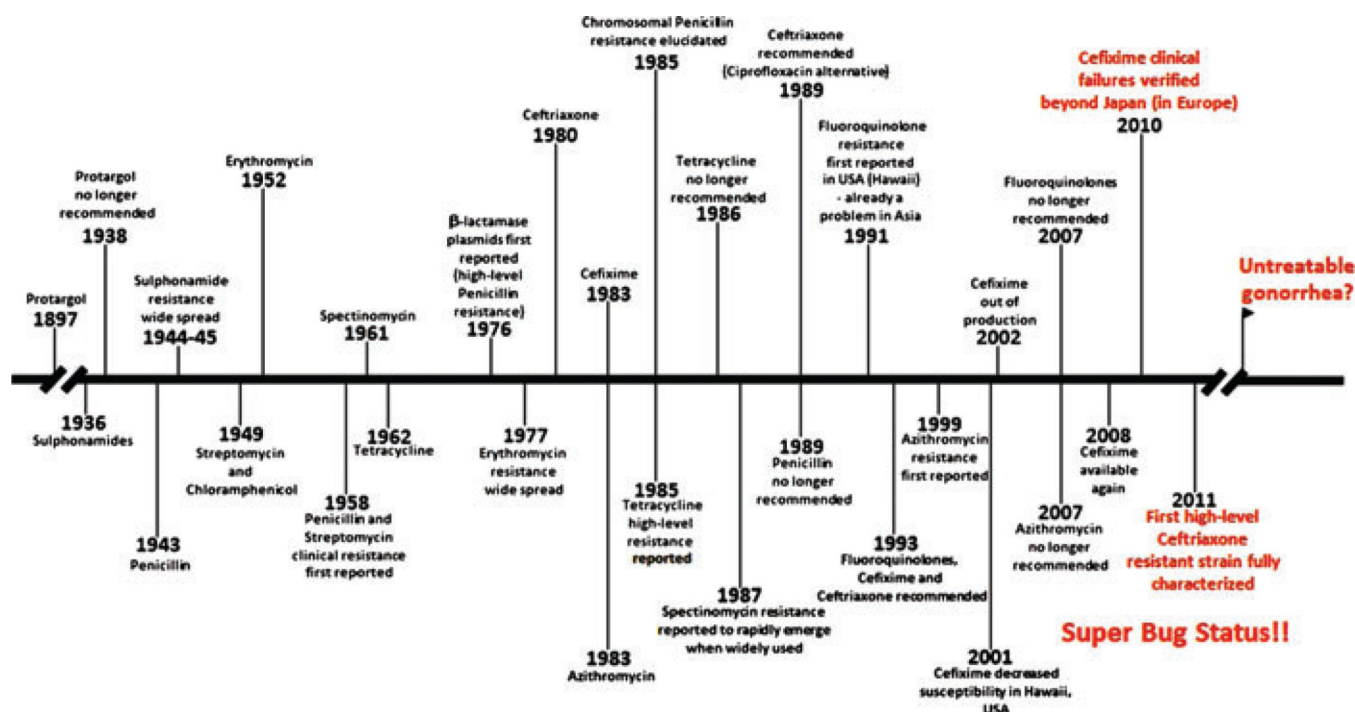 Protargol
1897
Protargol
no longer
recommended
1938
Sulphonamide
resistance
wide spread
1944-45
Erythromycin
1952
Spectinomycin
1961
β-lactamase
plasmids first
reported
(high-level
Penicillin
resistance)
1976
Ceftriaxone
1980
Cefixime
1983
Chromosomal Penicillin
resistance elucidated
1985
Tetracycline
no longer
recommended
1986
Ceftriaxone
recommended
(Ciprofloxacin alternative)
1989
Fluoroquinolone
resistance
first reported
in USA (Hawaii)
- already a
problem in Asia
1991
Cefixime
out of
production
2002
Fluoroquinolones
no longer
recommended
2007
Cefixime clinical
failures verified
beyond Japan (in Europe)
2010
Untreatable
gonorrhea?
1936
Sulphonamides
1943
Penicillin
1949
Streptomycin
and
Chloramphenicol
1958
Penicillin and
Streptomycin
clinical resistance
first reported
1962
Tetracycline
1977
Erythromycin
resistance
wide spread
1983
Azithromycin
1985
Tetracycline
high-level
resistance
reported
1987
Spectinomycin resistance
reported to rapidly emerge
when widely used
1989
Penicillin
no longer
recommended
1993
Fluoroquinolones,
Cefixime and
Ceftriaxone recommended
1999
Azithromycin
resistance
first reported
2001
Cefixime decreased
susceptibility in Hawaii,
USA
2007
Azithromycin
no longer
recommended
2008
Cefixime
available
again
2011
First high-level
Ceftriaxone
resistant strain fully
characterized
Super Bug Status!!